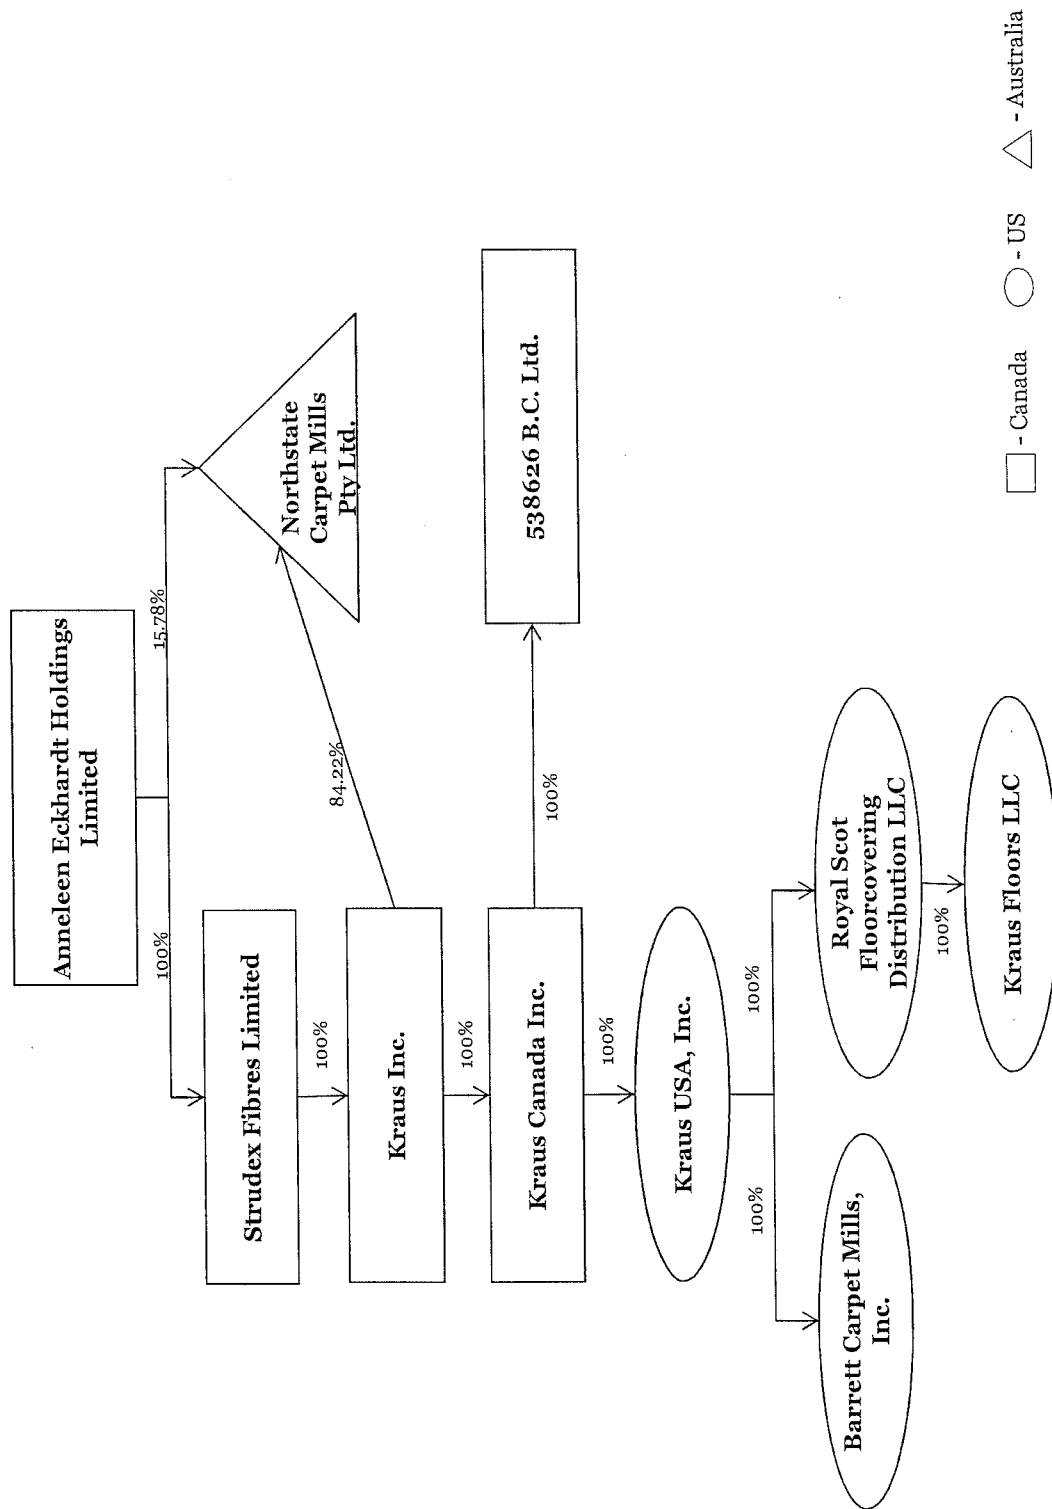 Anneleen Eckhardt Holdings
Limited
100%
15.78%
Strudex Fibres Limited
Northstate
Carpet Mills
Pty Ltd.
100%
84.22%
Kraus Inc.
100%
Kraus Canada Inc.
100%
538626 B.C. Ltd.
100%
Kraus USA, Inc.
100%
100%
Barrett Carpet Mills,
Inc.
Royal Scot
Floorcovering
Distribution LLC
100%
Kraus Floors LLC
- Canada
- US
- Australia